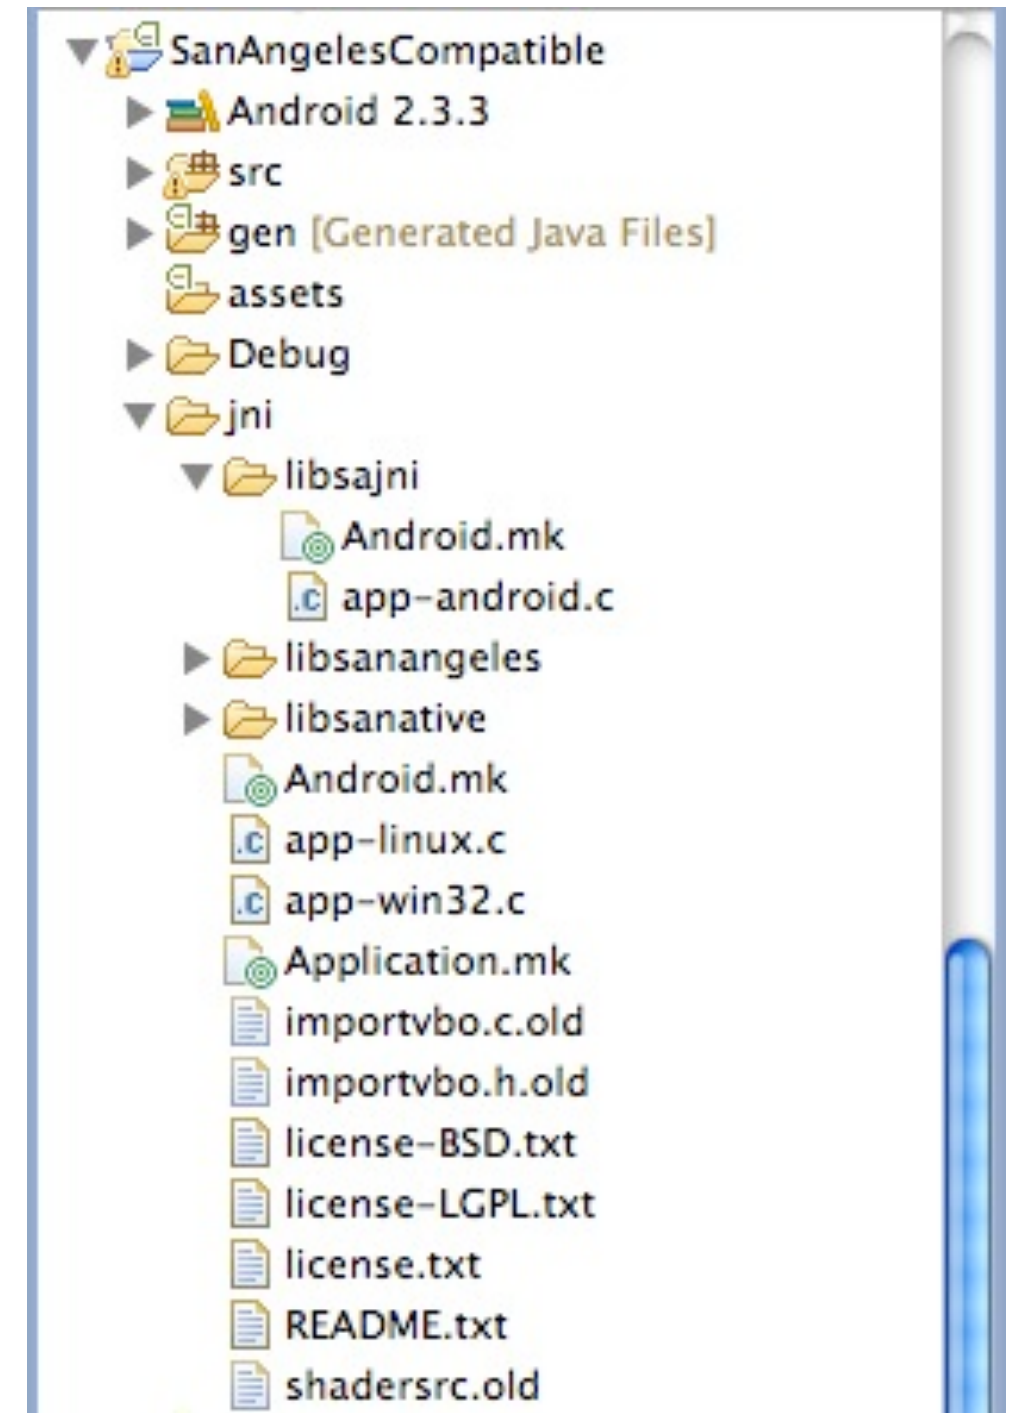 SanAngelesCompatible
Android 2.3.3
src
gen [Generated Java Files]
assets
Debug
jni
libsajni
Android.mk
.c app-android.c
libsanangeles
libsanative
Android.mk
.c app-linux.c
.c app-win32.c
Application.mk
importvbo.c.old
importvbo.h.old
license-BSD.txt
license-LGPL.txt
license.txt
README.txt
shadersrc.old